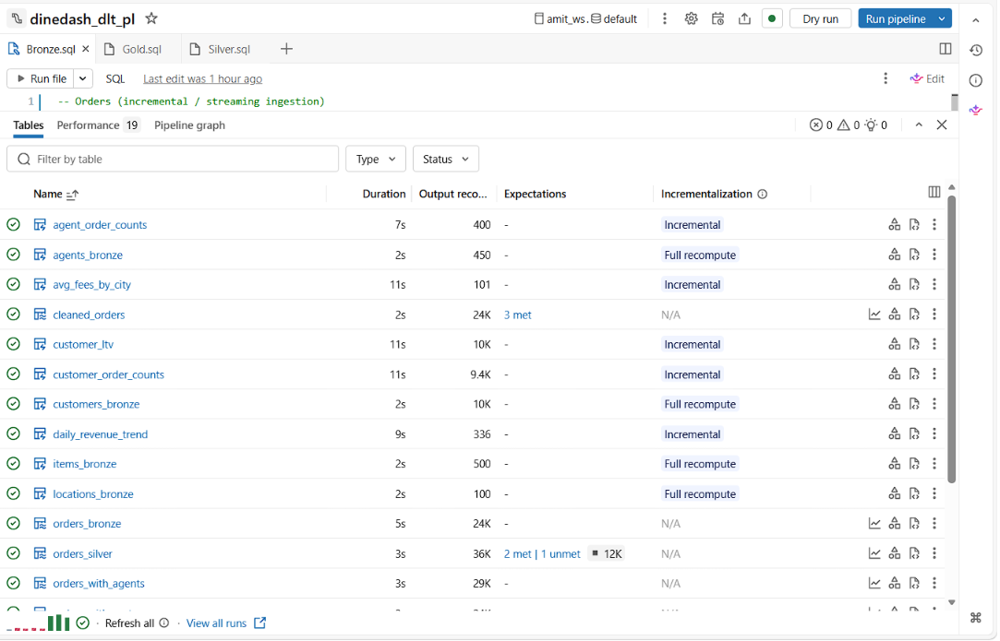 dinedash_dlt_pl amit_ws. default Dry run Run pipeline
Bronze.sql Gold.sql Silver.sql
Run file SQL Last edit was 1 hour ago Edit
1 -- Orders (incremental / streaming ingestion)
Tables Performance 19 Pipeline graph 0 0 0
Filter by table Type Status
Name Duration Output reco... Expectations Incrementalization
agent_order_counts 7s 400 - Incremental
agents_bronze 2s 450 - Full recompute
avg_fees_by_city 11s 101 - Incremental
cleaned_orders 2s 24K 3 met N/A
customer_ltv 11s 10K - Incremental
customer_order_counts 11s 9.4K - Incremental
customers_bronze 2s 10K - Full recompute
daily_revenue_trend 9s 336 - Incremental
items_bronze 2s 500 - Full recompute
locations_bronze 2s 100 - Full recompute
orders_bronze 5s 24K - N/A
orders_silver 3s 36K 2 met | 1 unmet 12K N/A
orders_with_agents 3s 29K - N/A
· Refresh all · View all runs